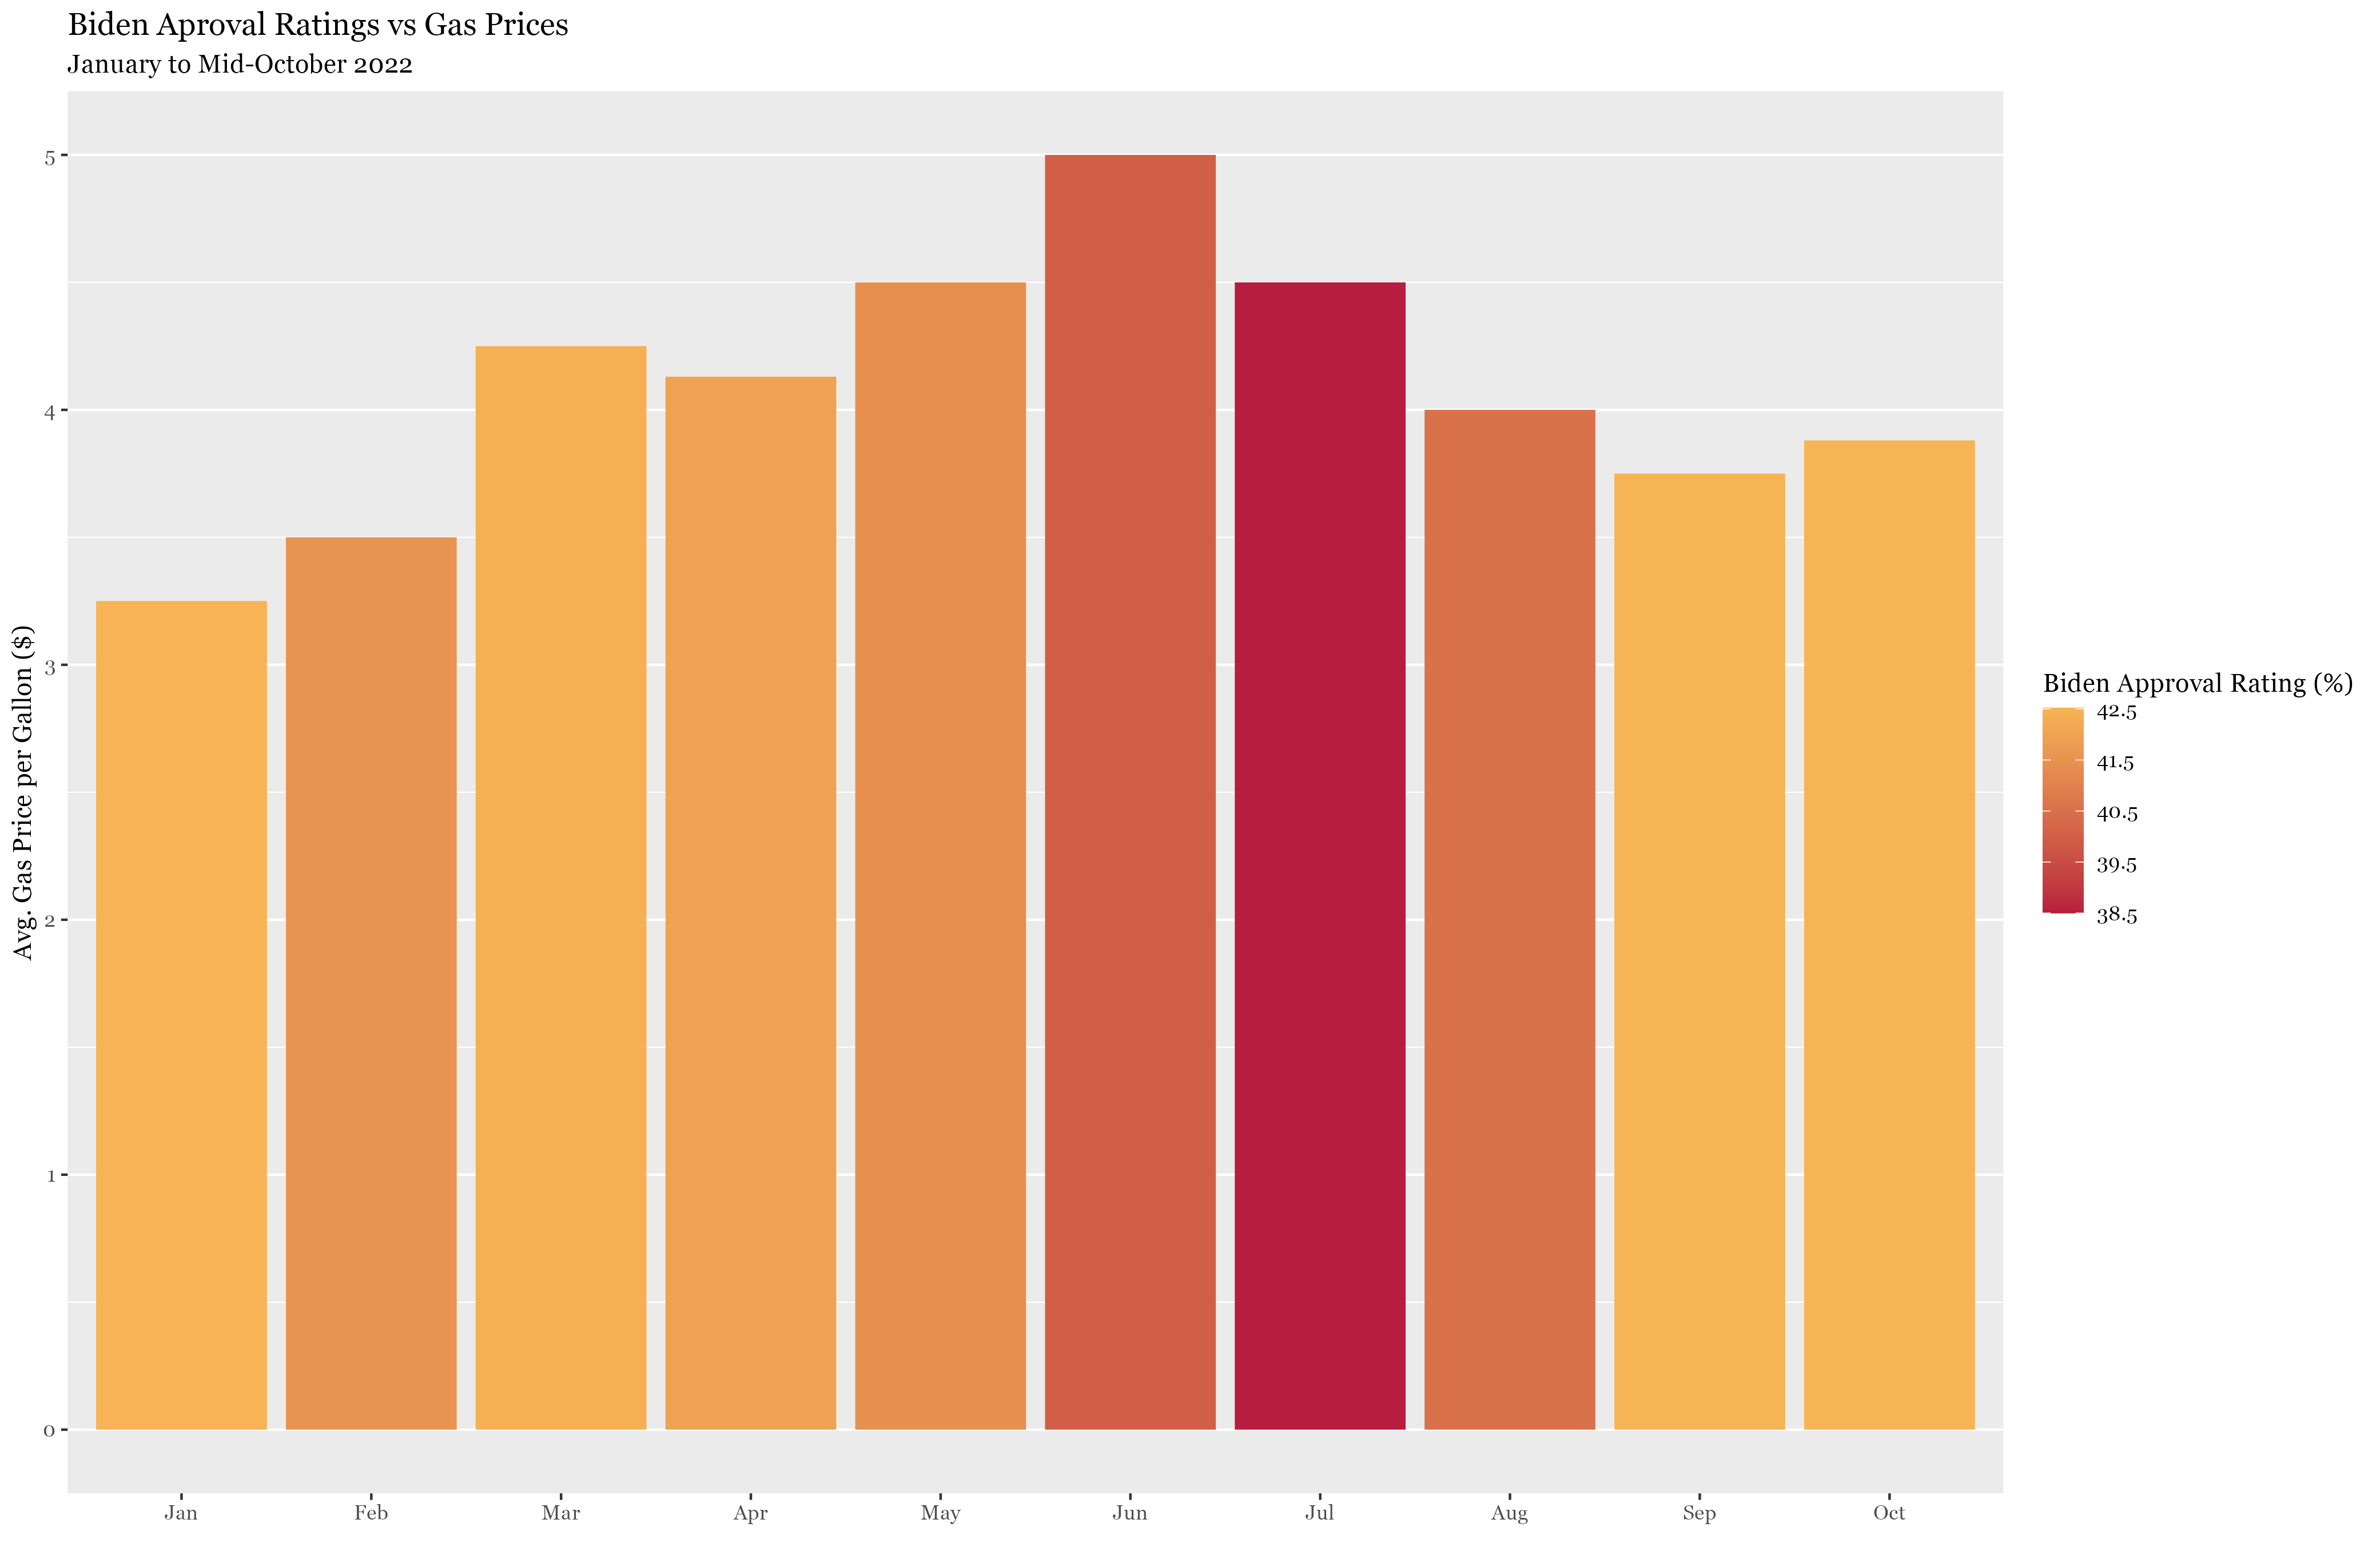 Biden Aproval Ratings vs Gas Prices
January to Mid-October 2022
Avg. Gas Price per Gallon ($)
5
4
3
2
1
0
Jan Feb Mar Apr May Jun Jul Aug Sep Oct
Biden Approval Rating (%)
42.5
41.5
40.5
39.5
38.5